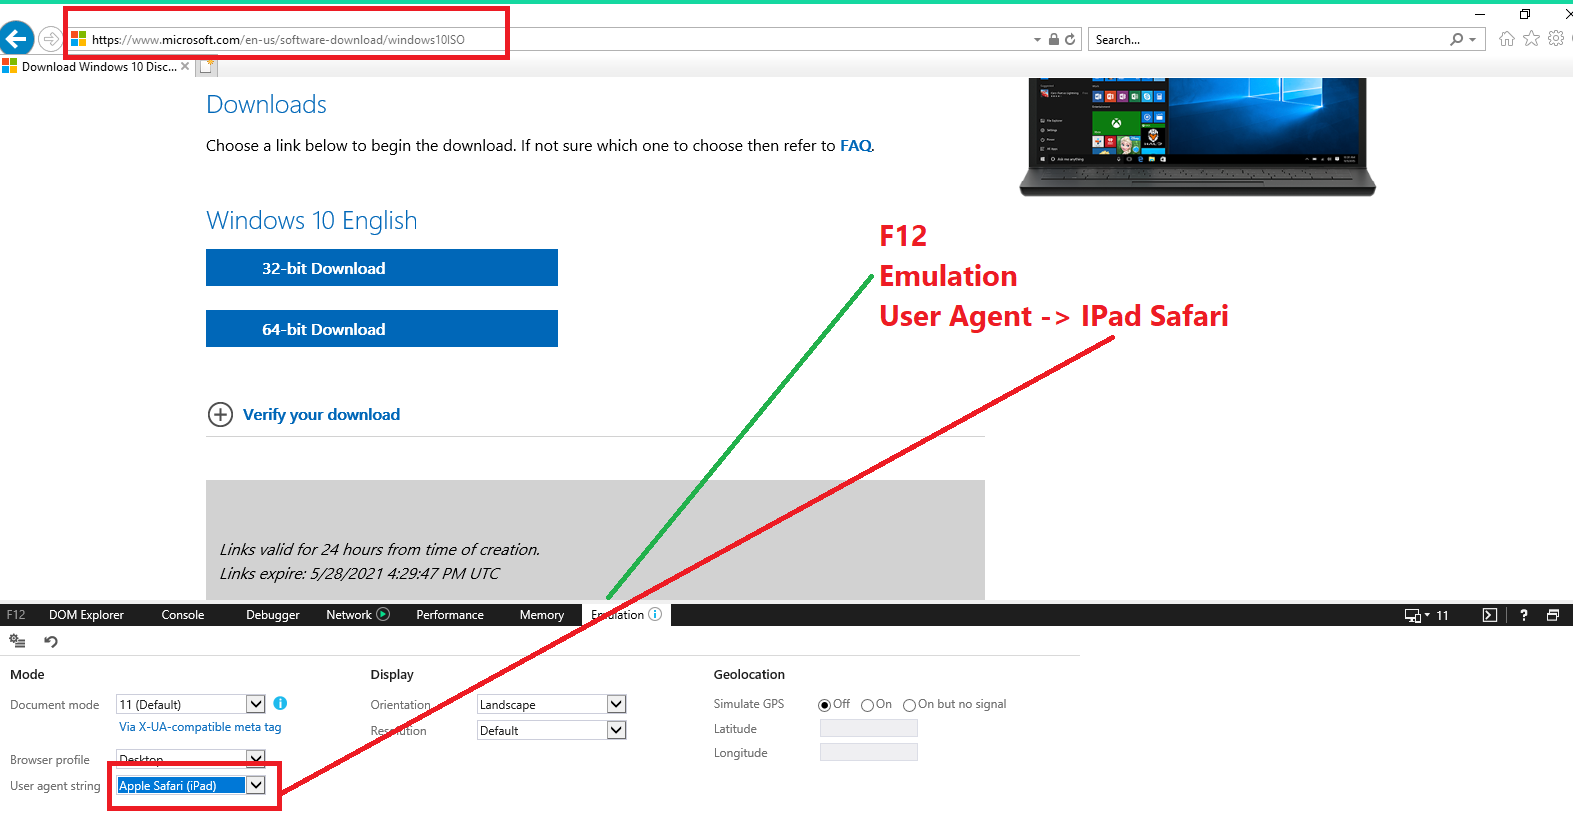 https://www.microsoft.com/en-us/software-download/windows10ISO
Search...
Download Windows 10 Disc...
Downloads
Choose a link below to begin the download. If not sure which one to choose then refer to FAQ.
Windows 10 English
32-bit Download
64-bit Download
F12
Emulation
User Agent -> IPad Safari
Verify your download
Links valid for 24 hours from time of creation.
Links expire: 5/28/2021 4:29:47 PM UTC
F12 DOM Explorer Console Debugger Network Performance Memory Emulation 11 ?
Mode Display Geolocation
Document mode 11 (Default) Orientation Landscape Simulate GPS Off On On but no signal
Via X-UA-compatible meta tag Resolution Default Latitude
Browser profile Desktop Longitude
User agent string Apple Safari (iPad)